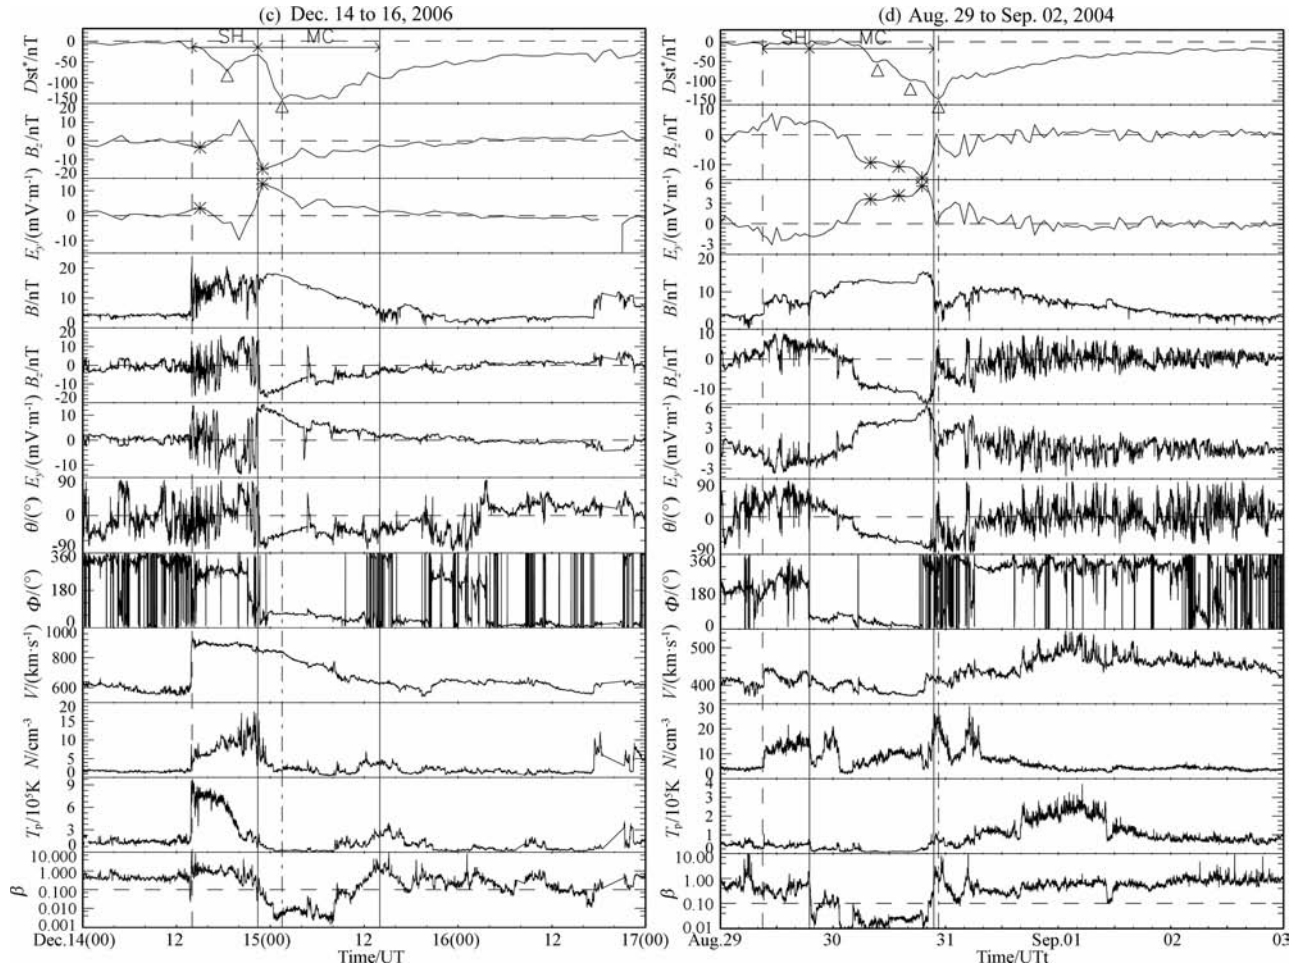 (c) Dec. 14 to 16, 2006
SH MC
Dst*/nT
0
-50
-100
-150
Bz/nT
10
0
-10
-20
Ey/(mV·m⁻¹)
10
0
-10
B/nT
20
10
0
Bz/nT
20
10
0
-10
-20
Ey/(mV·m⁻¹)
10
0
-10
θ/(°)
90
0
-90
Φ/(°)
360
180
0
V/(km·s⁻¹)
1000
800
600
N/cm⁻³
20
15
10
5
0
Tp/10⁵K
9
6
3
0
β
10.000
1.000
0.100
0.010
0.001
Dec.14(00) 12 15(00) 12 16(00) 12 17(00)
Time/UT
(d) Aug. 29 to Sep. 02, 2004
SH MC
Dst*/nT
0
-50
-100
-150
Bz/nT
10
0
-10
Ey/(mV·m⁻¹)
6
3
0
-3
B/nT
20
10
0
Bz/nT
10
0
-10
Ey/(mV·m⁻¹)
6
3
0
-3
θ/(°)
90
0
-90
Φ/(°)
360
180
0
V/(km·s⁻¹)
500
400
N/cm⁻³
30
20
10
0
Tp/10⁵K
4
3
2
1
0
β
10.00
1.00
0.10
0.01
Aug.29 30 31 Sep.01 02 03
Time/UTt